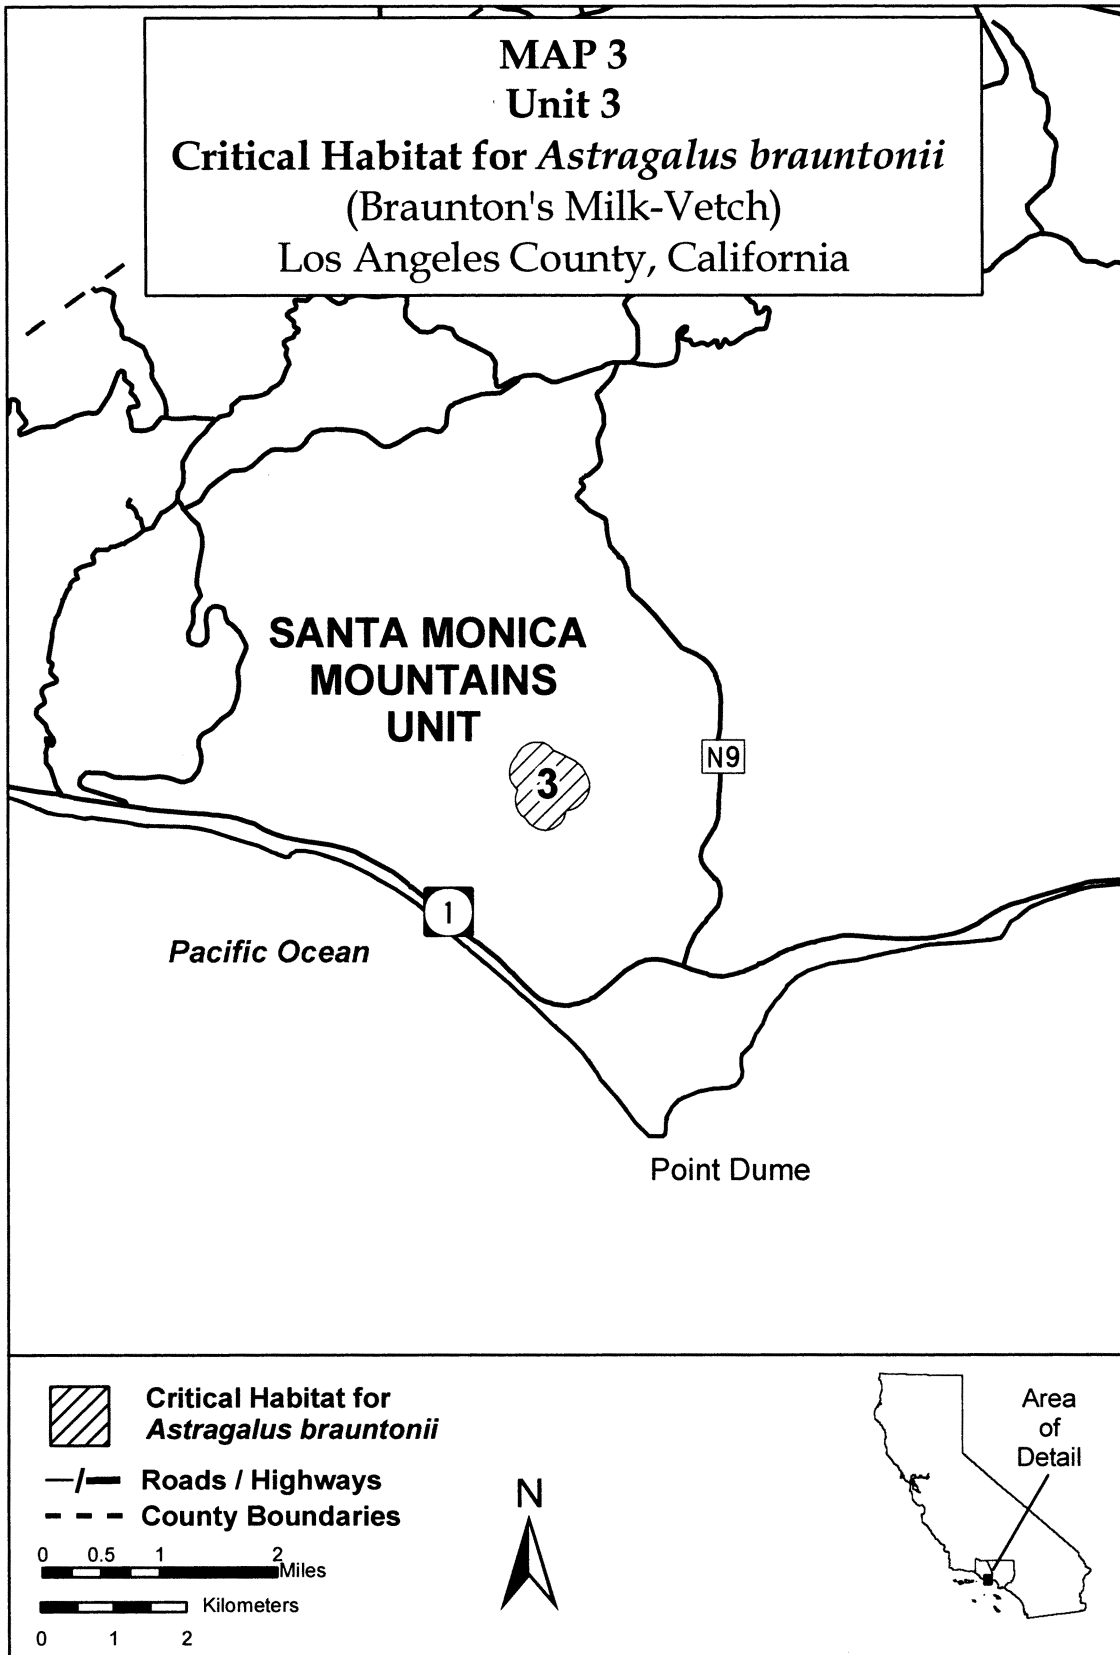 MAP 3
Unit 3
Critical Habitat for Astragalus brauntonii
(Braunton's Milk-Vetch)
Los Angeles County, California
SANTA MONICA
MOUNTAINS
UNIT
3
N9
1
Pacific Ocean
Point Dume
Critical Habitat for
Astragalus brauntonii
Roads / Highways
County Boundaries
0 0.5 1 2
Miles
Kilometers
0 1 2
N
Area
of
Detail